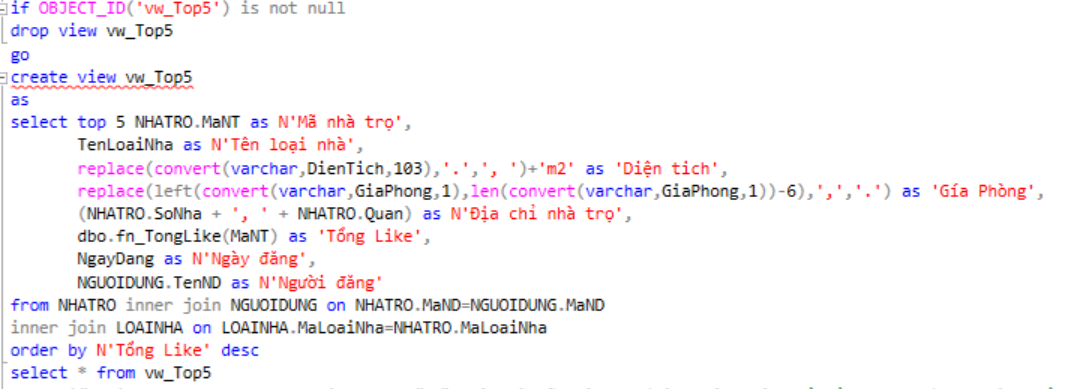 if OBJECT_ID('vw_Top5') is not null
drop view vw_Top5
go
create view vw_Top5
as
select top 5 NHATRO.MaNT as N'Mã nhà trọ',
TenLoaiNha as N'Tên loại nhà',
replace(convert(varchar,DienTich,103),'.',', ')+'m2' as 'Diện tich',
replace(left(convert(varchar,GiaPhong,1),len(convert(varchar,GiaPhong,1))-6),',','.') as 'Gía Phòng',
(NHATRO.SoNha + ', ' + NHATRO.Quan) as N'Địa chỉ nhà trọ',
dbo.fn_TongLike(MaNT) as 'Tổng Like',
NgayDang as N'Ngày đăng',
NGUOIDUNG.TenND as N'Người đăng'
from NHATRO inner join NGUOIDUNG on NHATRO.MaND=NGUOIDUNG.MaND
inner join LOAINHA on LOAINHA.MaLoaiNha=NHATRO.MaLoaiNha
order by N'Tổng Like' desc
select * from vw_Top5